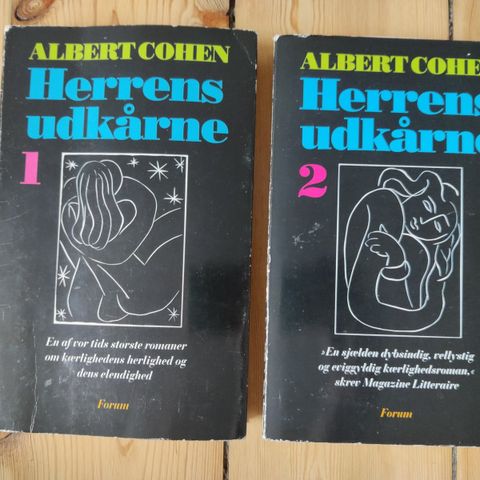 ALBERT COHEN
Herrens
udkårne
1
En af vor tids største romaner
om kærlighedens herlighed og
dens elendighed
Forum
ALBERT COHE
Herrens
udkårne
2
»En sjælden dybsindig, vellystig
og eviggyldig kærlighedsroman,«
skrev Magazine Litteraire
Forum